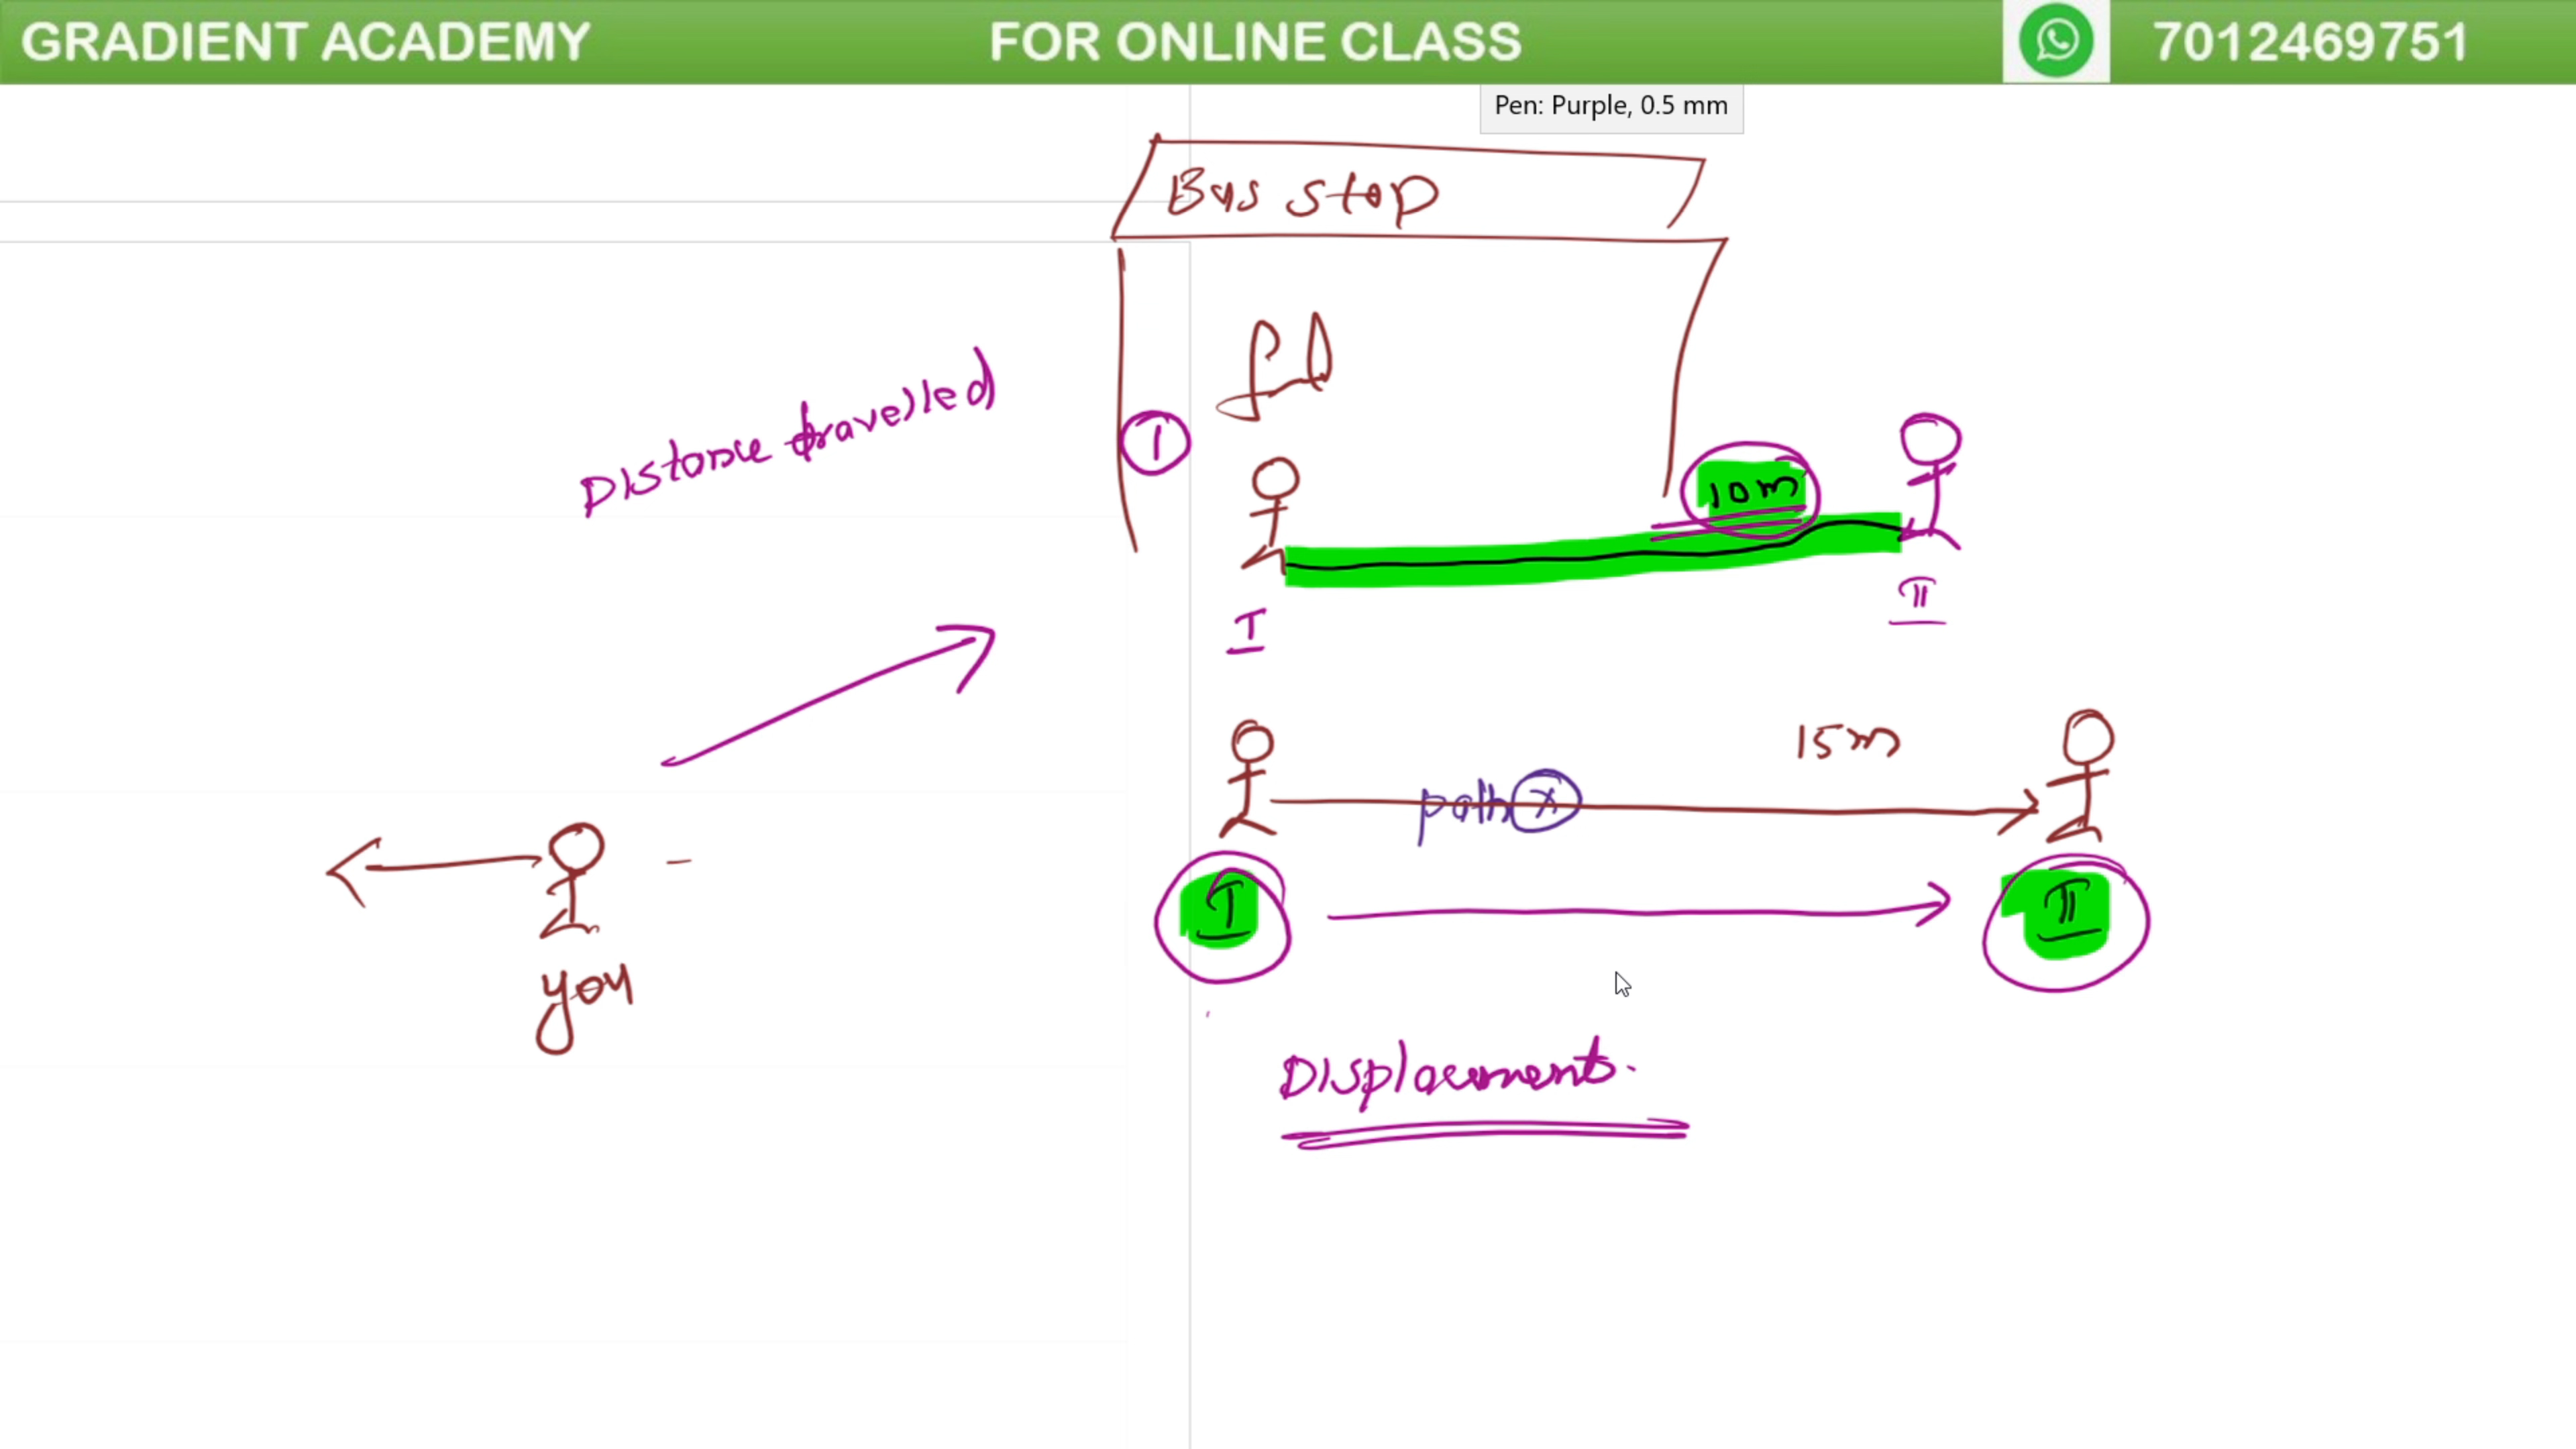 GRADIENT ACADEMY FOR ONLINE CLASS 7012469751
Pen: Purple, 0.5 mm
Bus stop
Distance travelled
1
10m
I
II
15m
path x
I
II
you
Displacement.